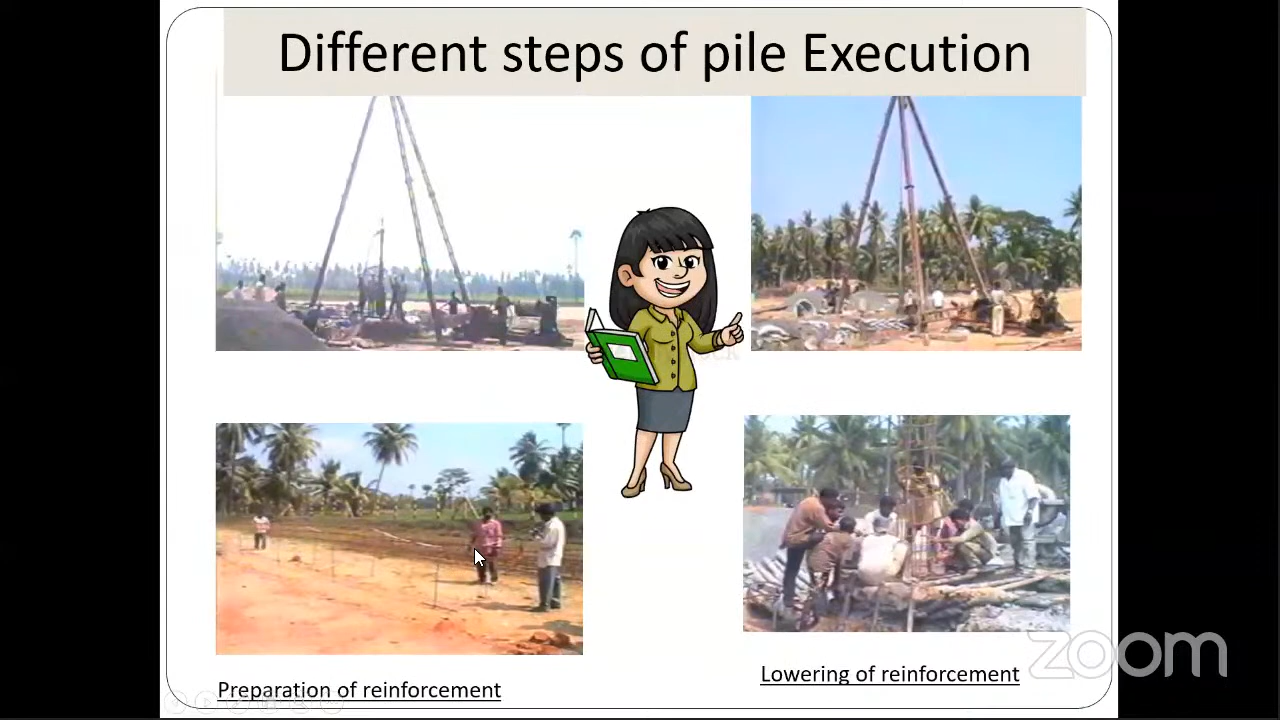 Different steps of pile Execution
Preparation of reinforcement
Lowering of reinforcement
zoom